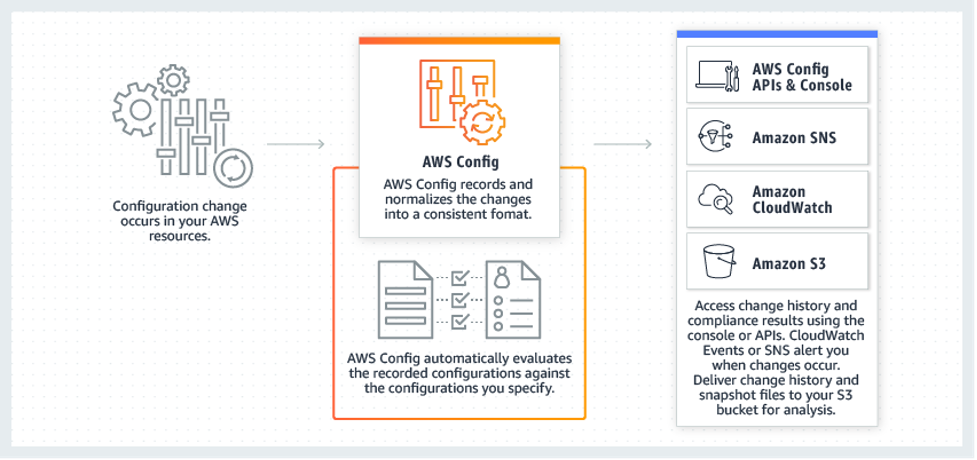 Configuration change
occurs in your AWS
resources.
AWS Config
AWS Config records and
normalizes the changes
into a consistent fomat.
AWS Config automatically evaluates
the recorded configurations against
the configurations you specify.
AWS Config
APIs & Console
Amazon SNS
Amazon
CloudWatch
Amazon S3
Access change history and
compliance results using the
console or APIs. CloudWatch
Events or SNS alert you
when changes occur.
Deliver change history and
snapshot files to your S3
bucket for analysis.